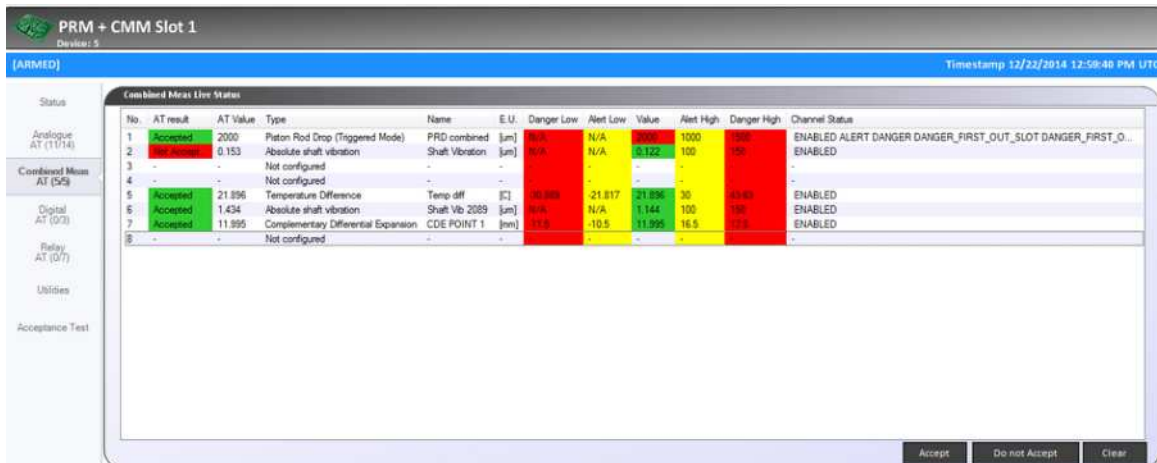 PRM + CMM Slot 1
Device: 5
[ARMED] Timestamp 12/22/2014 12:59:40 PM UTC
Status
Analogue
AT (11/14)
Combined Meas
AT (5/5)
Digital
AT (0/3)
Relay
AT (0/7)
Utilities
Acceptance Test
Combined Meas Live Status
No. AT result AT Value Type Name E.U. Danger Low Alert Low Value Alert High Danger High Channel Status
1 Accepted 2000 Piston Rod Drop (Triggered Mode) PRD combined [um] N/A N/A 2000 1000 1500 ENABLED ALERT DANGER DANGER_FIRST_OUT_SLOT DANGER_FIRST_O...
2 Not Accept... 0.153 Absolute shaft vibration Shaft Vibration [um] N/A N/A 0.122 100 150 ENABLED
3 - - Not configured - - - - - - - -
4 - - Not configured - - - - - - - -
5 Accepted 21.896 Temperature Difference Temp diff [C] -21.817 21.896 30 ENABLED
6 Accepted 1.434 Absolute shaft vibration Shaft Vib 2089 [um] N/A N/A 1.144 100 150 ENABLED
7 Accepted 11.995 Complementary Differential Expansion CDE POINT 1 [mm] -10.5 11.995 16.5 ENABLED
8 - - Not configured - - - - - - - -
Accept Do not Accept Clear